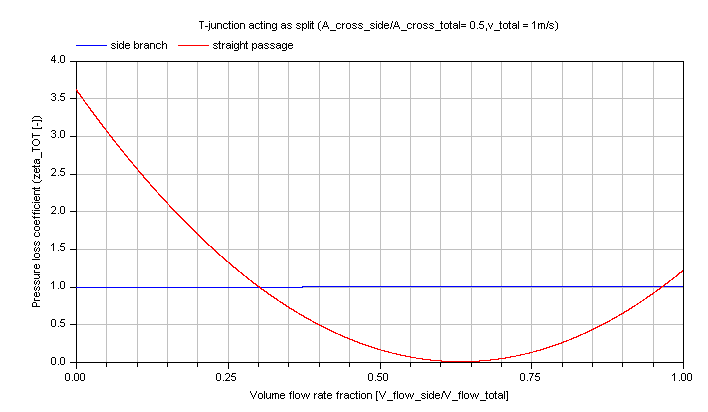 T-junction acting as split (A_cross_side/A_cross_total= 0.5,v_total = 1m/s)
side branch straight passage
4.0
3.5
3.0
2.5
2.0
1.5
1.0
0.5
0.0
Pressure loss coefficient (zeta_TOT [-])
0.00 0.25 0.50 0.75 1.00
Volume flow rate fraction [V_flow_side/V_flow_total]